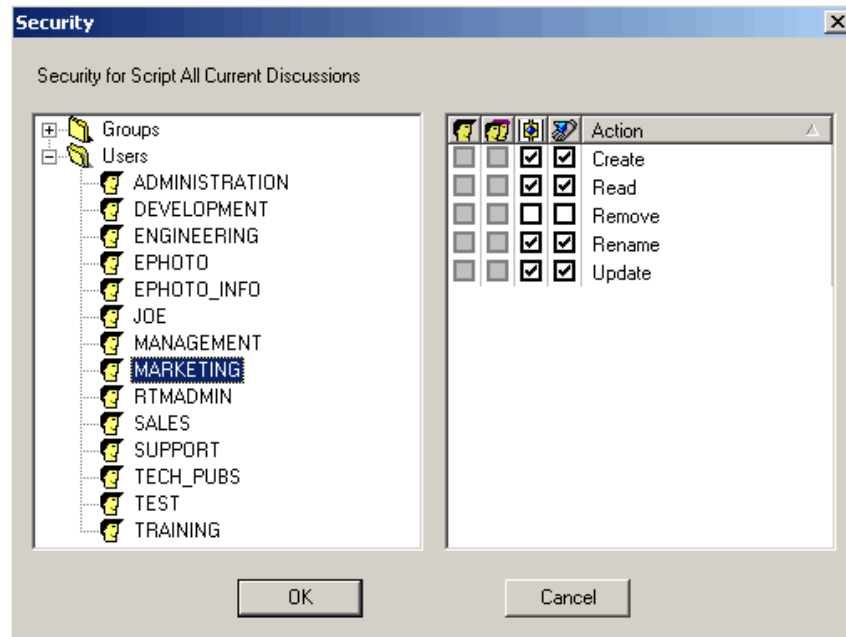 Security
Security for Script All Current Discussions
Groups
Users
ADMINISTRATION
DEVELOPMENT
ENGINEERING
EPHOTO
EPHOTO_INFO
JOE
MANAGEMENT
MARKETING
RTMADMIN
SALES
SUPPORT
TECH_PUBS
TEST
TRAINING
Action
Create
Read
Remove
Rename
Update
OK
Cancel